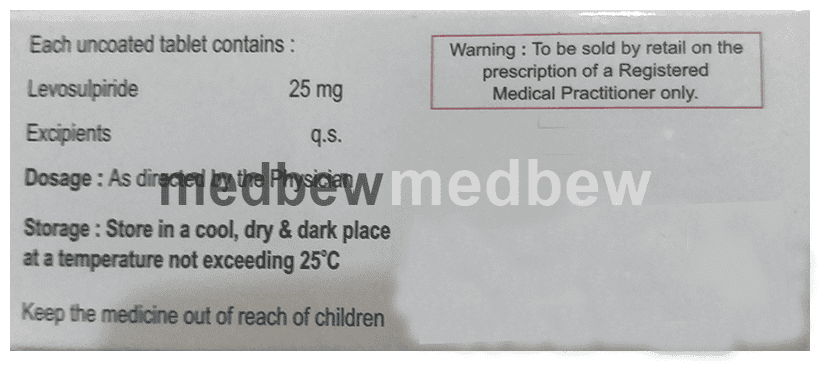 Each uncoated tablet contains :
Levosulpiride 25 mg
Excipients q.s.
Dosage : As directed by the Physician
Storage : Store in a cool, dry & dark place
at a temperature not exceeding 25°C
Keep the medicine out of reach of children
Warning : To be sold by retail on the
prescription of a Registered
Medical Practitioner only.
medbew medbew